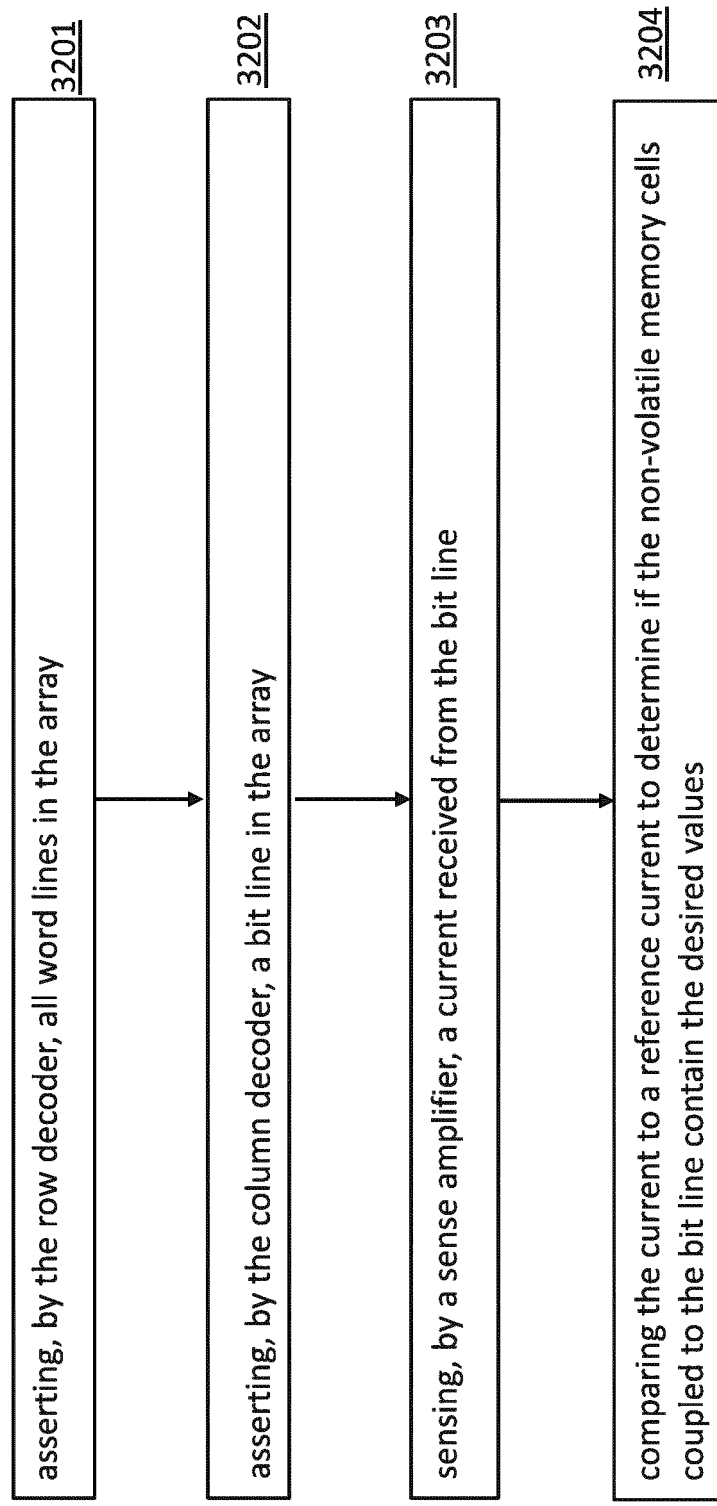 asserting, by the row decoder, all word lines in the array
3201
asserting, by the column decoder, a bit line in the array
3202
sensing, by a sense amplifier, a current received from the bit line
3203
comparing the current to a reference current to determine if the non-volatile memory cells
coupled to the bit line contain the desired values
3204